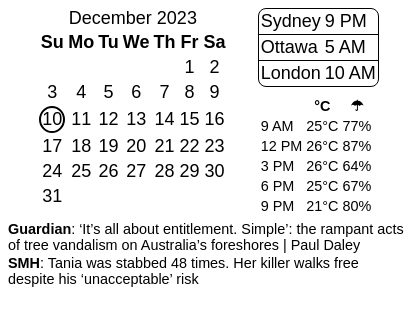 December 2023
Su Mo Tu We Th Fr Sa
1 2
3 4 5 6 7 8 9
10 11 12 13 14 15 16
17 18 19 20 21 22 23
24 25 26 27 28 29 30
31
Sydney 9 PM
Ottawa 5 AM
London 10 AM
°C ☂
9 AM 25°C 77%
12 PM 26°C 87%
3 PM 26°C 64%
6 PM 25°C 67%
9 PM 21°C 80%
Guardian: ‘It’s all about entitlement. Simple’: the rampant acts
of tree vandalism on Australia’s foreshores | Paul Daley
SMH: Tania was stabbed 48 times. Her killer walks free
despite his ‘unacceptable’ risk